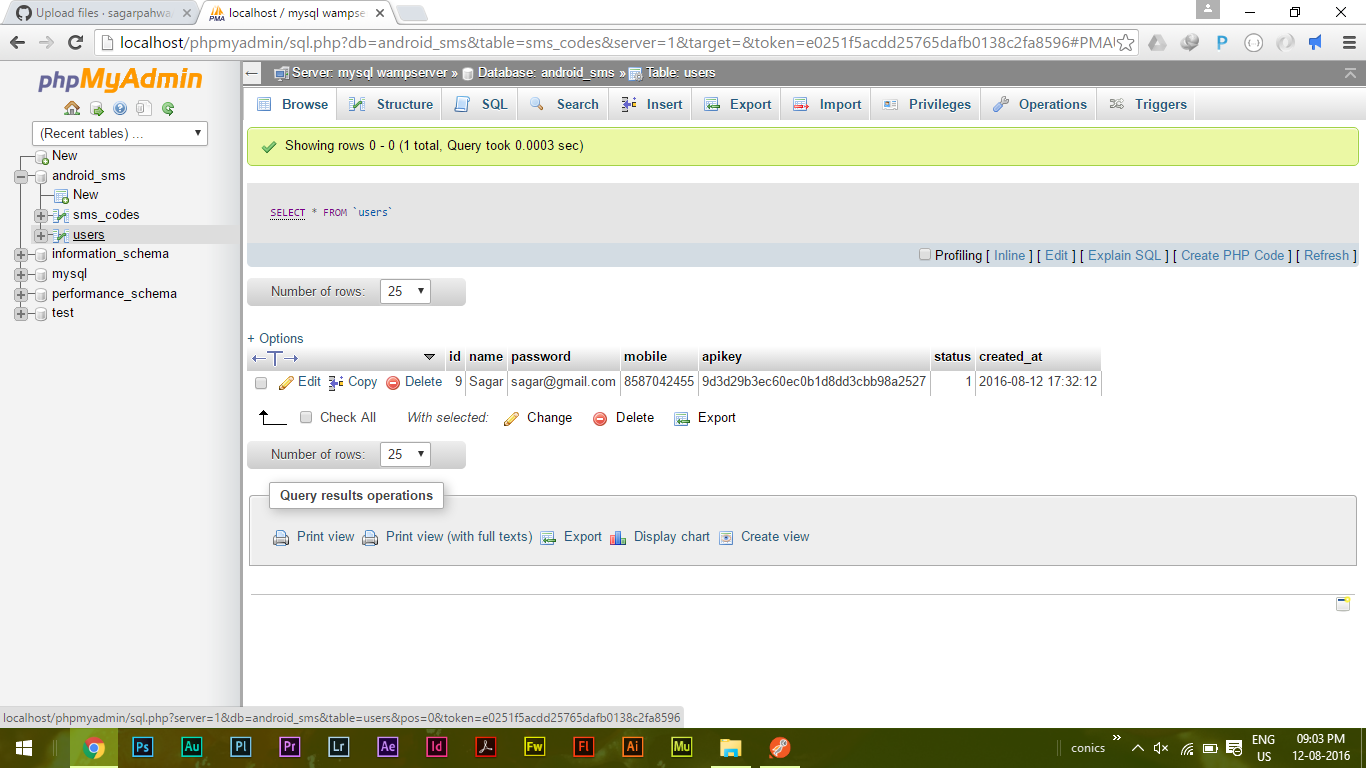 Upload files · sagarpahwa
localhost / mysql wampse
localhost/phpmyadmin/sql.php?db=android_sms&table=sms_codes&server=1&target=&token=e0251f5acdd25765dafb0138c2fa8596#PMAU
phpMyAdmin
Server: mysql wampserver » Database: android_sms » Table: users
Browse Structure SQL Search Insert Export Import Privileges Operations Triggers
(Recent tables) ...
New
android_sms
New
sms_codes
users
information_schema
mysql
performance_schema
test
Showing rows 0 - 0 (1 total, Query took 0.0003 sec)
SELECT * FROM `users`
Profiling [ Inline ] [ Edit ] [ Explain SQL ] [ Create PHP Code ] [ Refresh ]
Number of rows: 25
+ Options
id name password mobile apikey status created_at
Edit Copy Delete 9 Sagar sagar@gmail.com 8587042455 9d3d29b3ec60ec0b1d8dd3cbb98a2527 1 2016-08-12 17:32:12
Check All With selected: Change Delete Export
Number of rows: 25
Query results operations
Print view Print view (with full texts) Export Display chart Create view
localhost/phpmyadmin/sql.php?server=1&db=android_sms&table=users&pos=0&token=e0251f5acdd25765dafb0138c2fa8596
Ps Au Pl Pr Lr Ae Id Fw Fl Ai Mu
conics
ENG
US
09:03 PM
12-08-2016